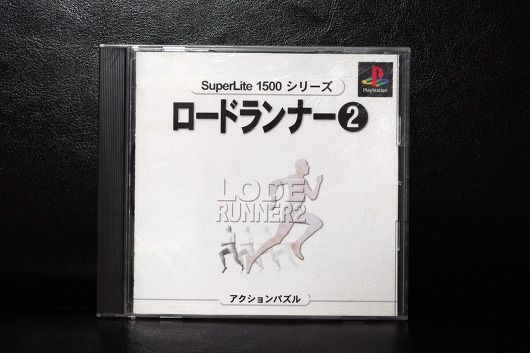 SuperLite 1500 シリーズ
PlayStation
ロードランナー❷
LODE
RUNNER2
アクションパズル